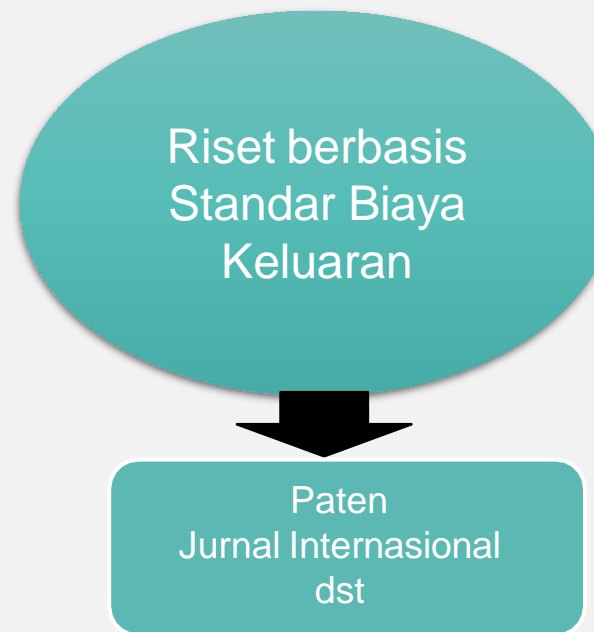 Riset berbasis
Standar Biaya
Keluaran
Paten
Jurnal Internasional
dst